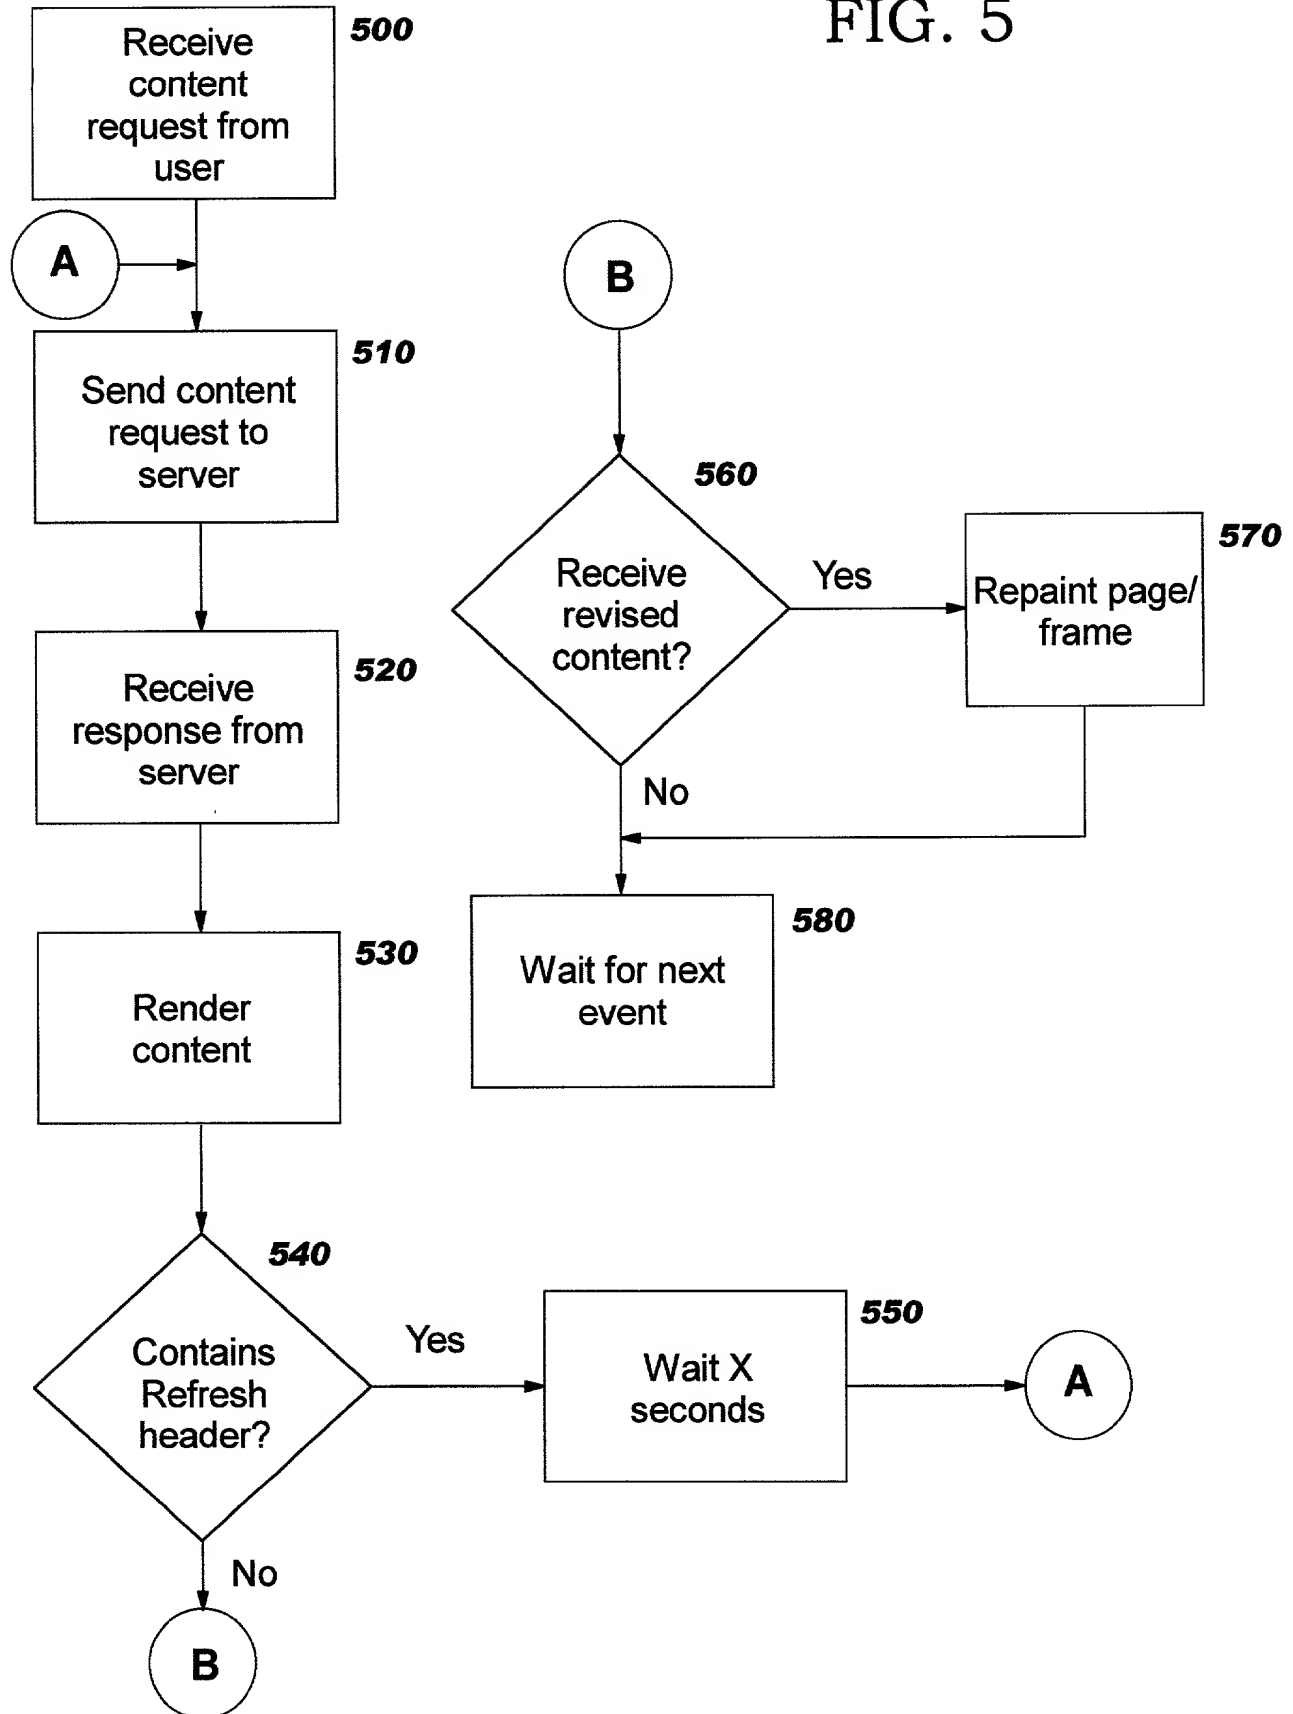 FIG. 5
500
Receive
content
request from
user
A
510
Send content
request to
server
520
Receive
response from
server
530
Render
content
540
Contains
Refresh
header?
Yes
No
B
550
Wait X
seconds
A
B
560
Receive
revised
content?
Yes
No
570
Repaint page/
frame
580
Wait for next
event